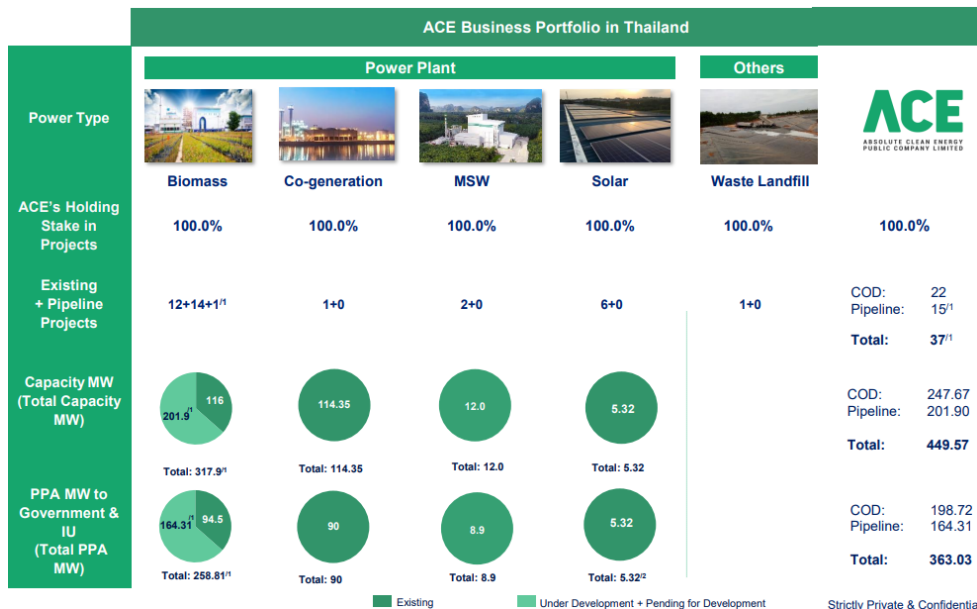 ACE Business Portfolio in Thailand
Power Plant
Others
Power Type
ACE
ABSOLUTE CLEAN ENERGY
PUBLIC COMPANY LIMITED
Biomass
Co-generation
MSW
Solar
Waste Landfill
ACE's Holding
Stake in
Projects
100.0%
100.0%
100.0%
100.0%
100.0%
100.0%
Existing
+ Pipeline
Projects
12+14+1/1
1+0
2+0
6+0
1+0
COD: 22
Pipeline: 15/1
Total: 37/1
Capacity MW
(Total Capacity
MW)
116
201.9/1
Total: 317.9/1
114.35
Total: 114.35
12.0
Total: 12.0
5.32
Total: 5.32
COD: 247.67
Pipeline: 201.90
Total: 449.57
PPA MW to
Government &
IU
(Total PPA
MW)
94.5
164.31/1
Total: 258.81/1
90
Total: 90
8.9
Total: 8.9
5.32
Total: 5.32/2
COD: 198.72
Pipeline: 164.31
Total: 363.03
Existing
Under Development + Pending for Development
Strictly Private & Confidentia